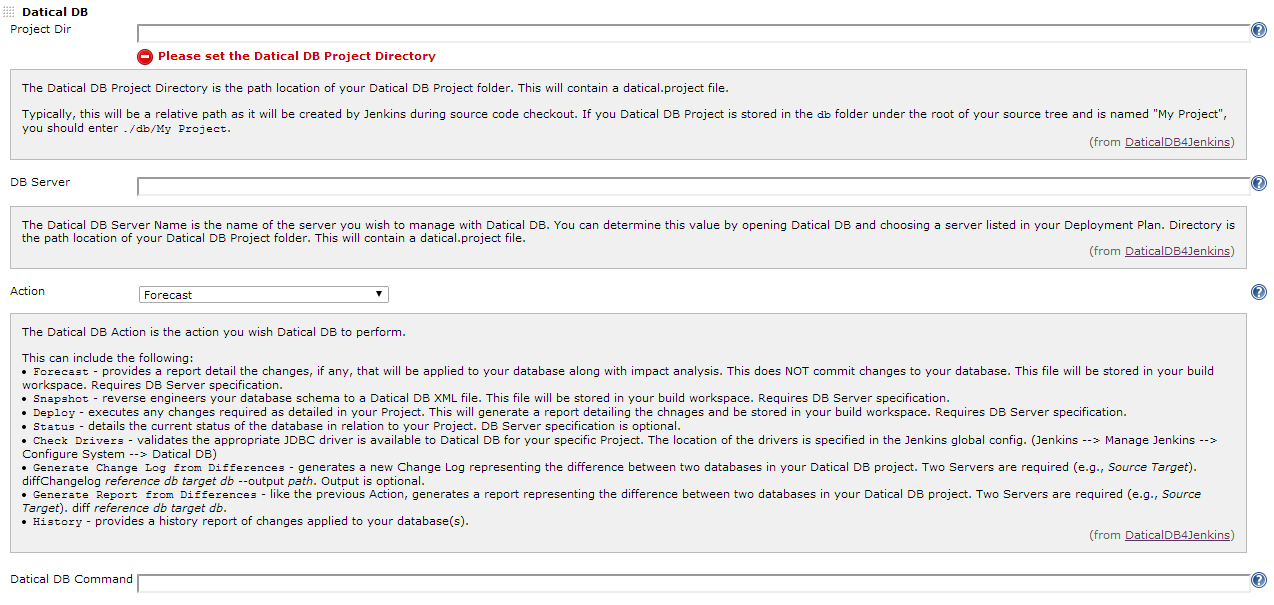 Datical DB
Project Dir
Please set the Datical DB Project Directory
The Datical DB Project Directory is the path location of your Datical DB Project folder. This will contain a datical.project file.
Typically, this will be a relative path as it will be created by Jenkins during source code checkout. If you Datical DB Project is stored in the db folder under the root of your source tree and is named "My Project",
you should enter ./db/My Project.
(from DaticalDB4Jenkins)
DB Server
The Datical DB Server Name is the name of the server you wish to manage with Datical DB. You can determine this value by opening Datical DB and choosing a server listed in your Deployment Plan. Directory is
the path location of your Datical DB Project folder. This will contain a datical.project file.
(from DaticalDB4Jenkins)
Action
Forecast
The Datical DB Action is the action you wish Datical DB to perform.
This can include the following:
• Forecast - provides a report detail the changes, if any, that will be applied to your database along with impact analysis. This does NOT commit changes to your database. This file will be stored in your build
workspace. Requires DB Server specification.
• Snapshot - reverse engineers your database schema to a Datical DB XML file. This file will be stored in your build workspace. Requires DB Server specification.
• Deploy - executes any changes required as detailed in your Project. This will generate a report detailing the chnages and be stored in your build workspace. Requires DB Server specification.
• Status - details the current status of the database in relation to your Project. DB Server specification is optional.
• Check Drivers - validates the appropriate JDBC driver is available to Datical DB for your specific Project. The location of the drivers is specified in the Jenkins global config. (Jenkins --> Manage Jenkins -->
Configure System --> Datical DB)
• Generate Change Log from Differences - generates a new Change Log representing the difference between two databases in your Datical DB project. Two Servers are required (e.g., Source Target).
diffChangelog reference db target db --output path. Output is optional.
• Generate Report from Differences - like the previous Action, generates a report representing the difference between two databases in your Datical DB project. Two Servers are required (e.g., Source
Target). diff reference db target db.
• History - provides a history report of changes applied to your database(s).
(from DaticalDB4Jenkins)
Datical DB Command